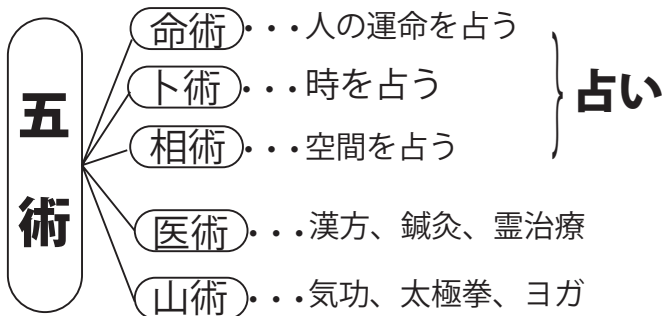 五術
命術・・・人の運命を占う
卜術・・・時を占う
相術・・・空間を占う
占い
医術・・・漢方、鍼灸、霊治療
山術・・・気功、太極拳、ヨガ